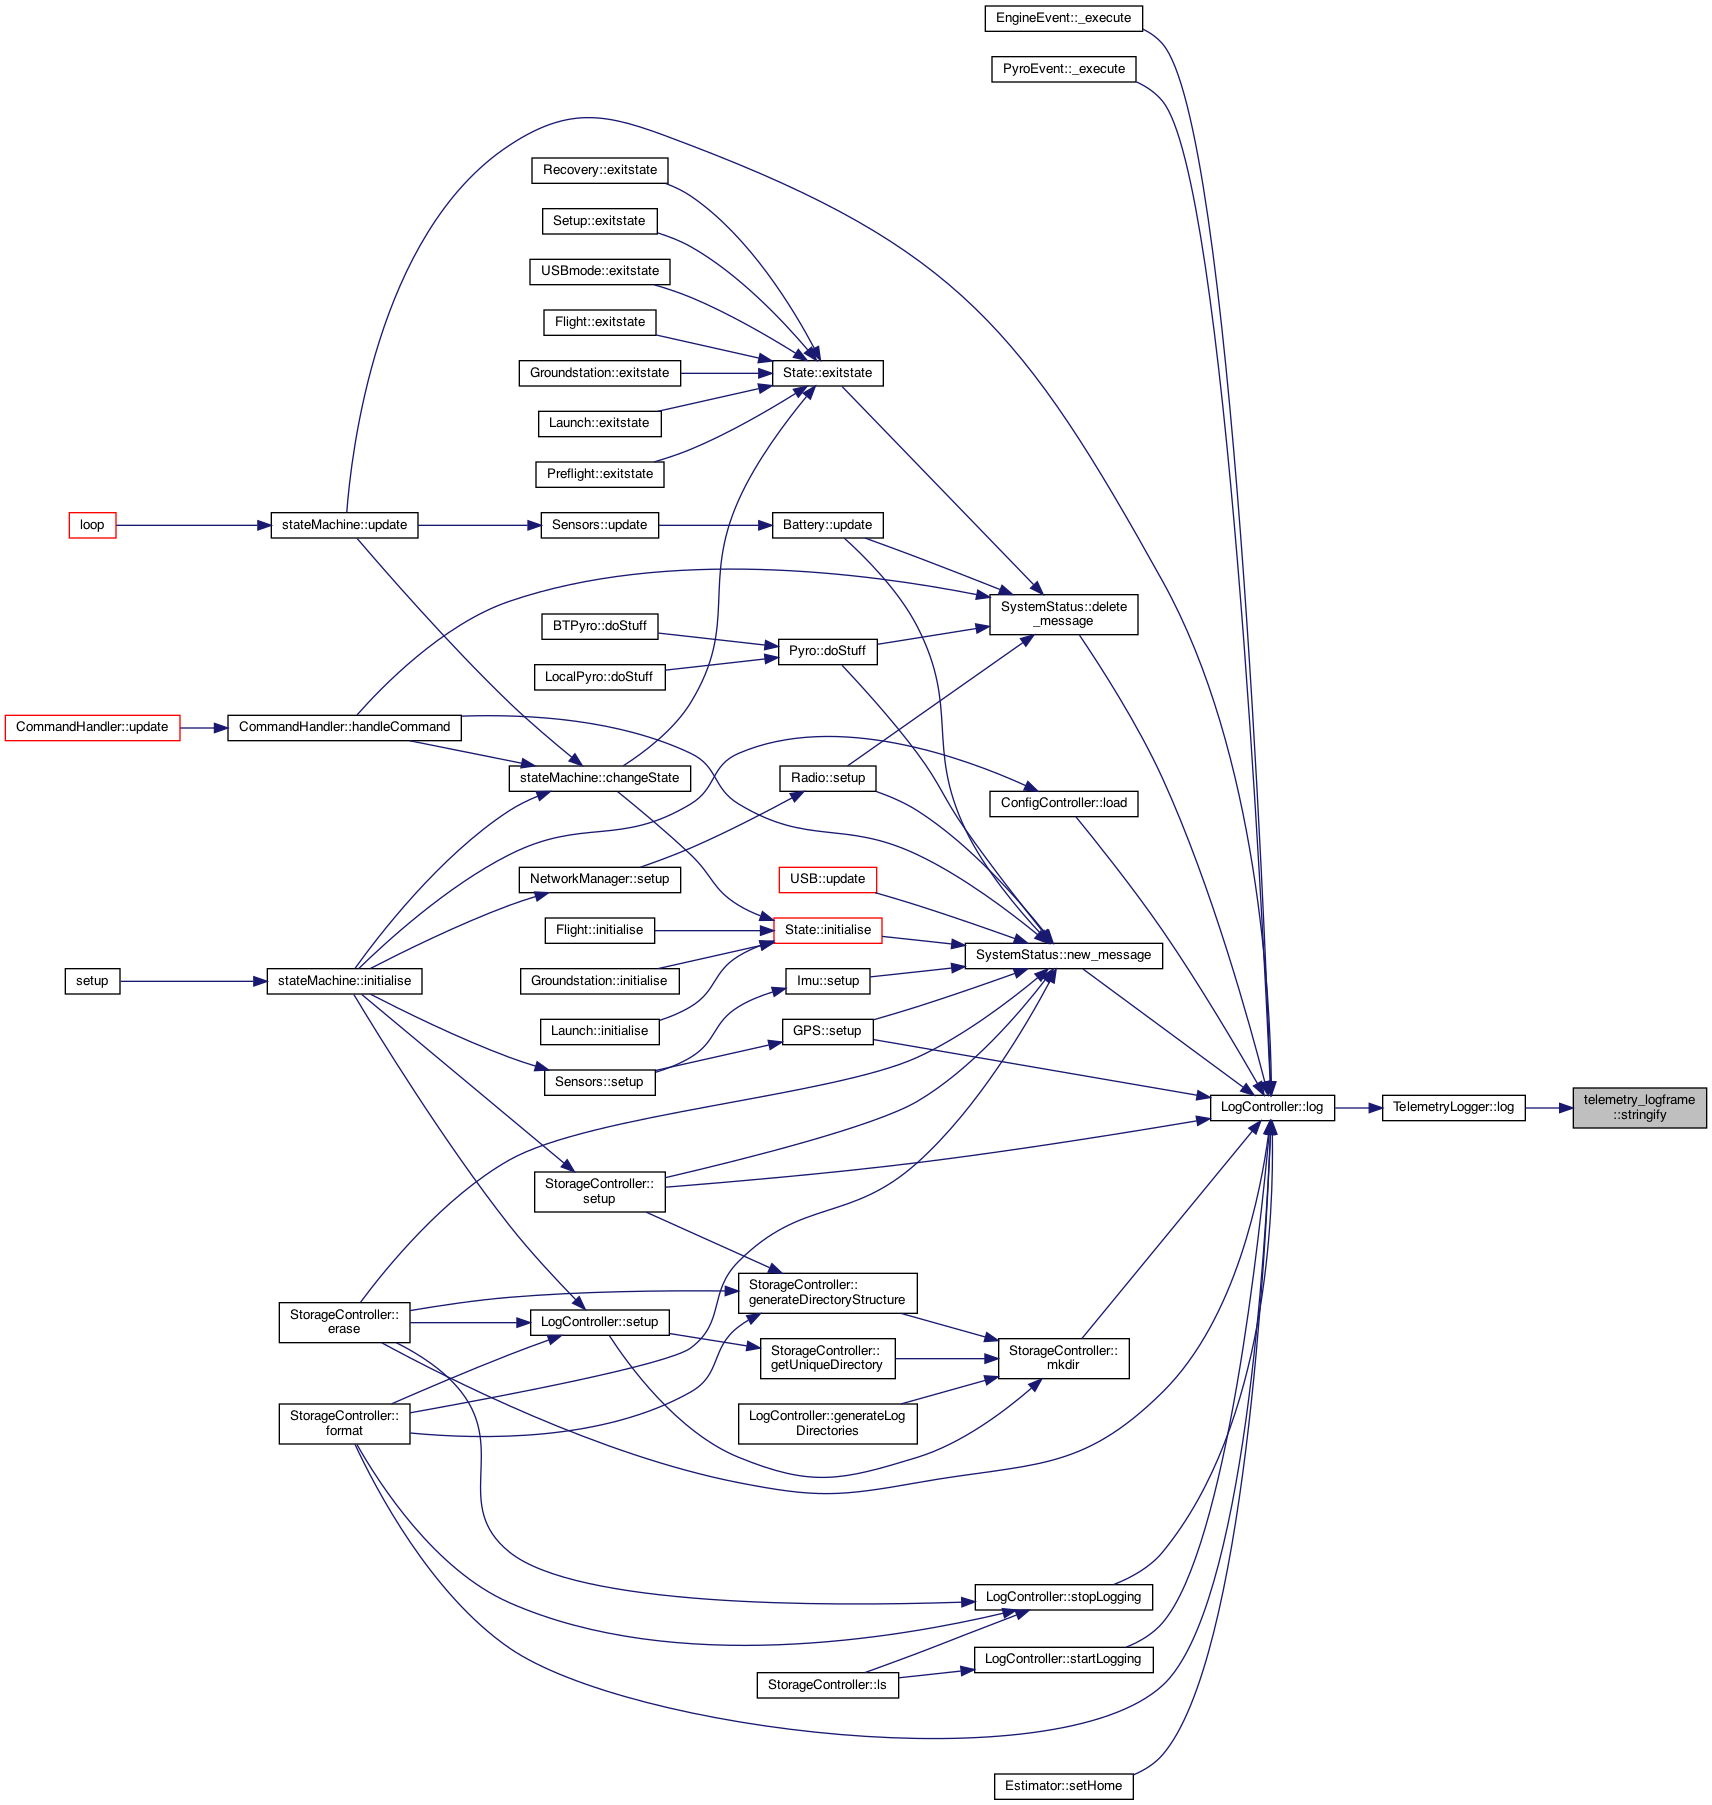 EngineEvent::_execute
PyroEvent::_execute
Recovery::exitstate
Setup::exitstate
USBmode::exitstate
Flight::exitstate
Groundstation::exitstate
State::exitstate
Launch::exitstate
Preflight::exitstate
loop
stateMachine::update
Sensors::update
Battery::update
SystemStatus::delete
_message
BTPyro::doStuff
Pyro::doStuff
LocalPyro::doStuff
CommandHandler::update
CommandHandler::handleCommand
stateMachine::changeState
Radio::setup
ConfigController::load
NetworkManager::setup
USB::update
Flight::initialise
State::initialise
SystemStatus::new_message
setup
stateMachine::initialise
Groundstation::initialise
Imu::setup
Launch::initialise
GPS::setup
Sensors::setup
LogController::log
TelemetryLogger::log
telemetry_logframe
::stringify
StorageController::
setup
StorageController::
generateDirectoryStructure
StorageController::
erase
LogController::setup
StorageController::
getUniqueDirectory
StorageController::
mkdir
StorageController::
format
LogController::generateLog
Directories
LogController::stopLogging
LogController::startLogging
StorageController::ls
Estimator::setHome